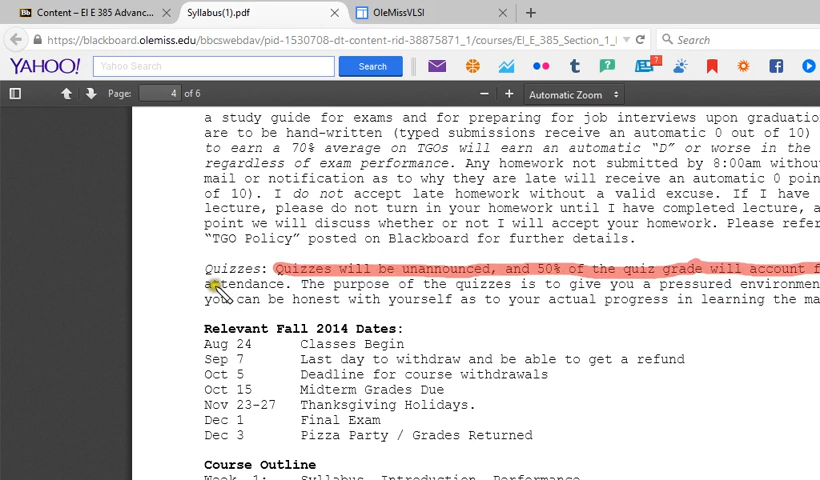 Content – El E 385 Advanc...
Syllabus(1).pdf
OleMissVLSI
https://blackboard.olemiss.edu/bbcswebdav/pid-1530708-dt-content-rid-38875871_1/courses/El_E_385_Section_1_
Search
YAHOO!
Yahoo Search
Search
7
Page: 4 of 6
Automatic Zoom
a study guide for exams and for preparing for job interviews upon graduatio
are to be hand-written (typed submissions receive an automatic 0 out of 10)
to earn a 70% average on TGOs will earn an automatic “D” or worse in the
regardless of exam performance. Any homework not submitted by 8:00am withou
mail or notification as to why they are late will receive an automatic 0 poin
of 10). I do not accept late homework without a valid excuse. If I have
lecture, please do not turn in your homework until I have completed lecture, a
point we will discuss whether or not I will accept your homework. Please refer
“TGO Policy” posted on Blackboard for further details.
Quizzes: Quizzes will be unannounced, and 50% of the quiz grade will account f
attendance. The purpose of the quizzes is to give you a pressured environmen
you can be honest with yourself as to your actual progress in learning the ma
Relevant Fall 2014 Dates:
Aug 24 Classes Begin
Sep 7 Last day to withdraw and be able to get a refund
Oct 5 Deadline for course withdrawals
Oct 15 Midterm Grades Due
Nov 23-27 Thanksgiving Holidays.
Dec 1 Final Exam
Dec 3 Pizza Party / Grades Returned
Course Outline
Week 1: Syllabus, Introduction, Performance